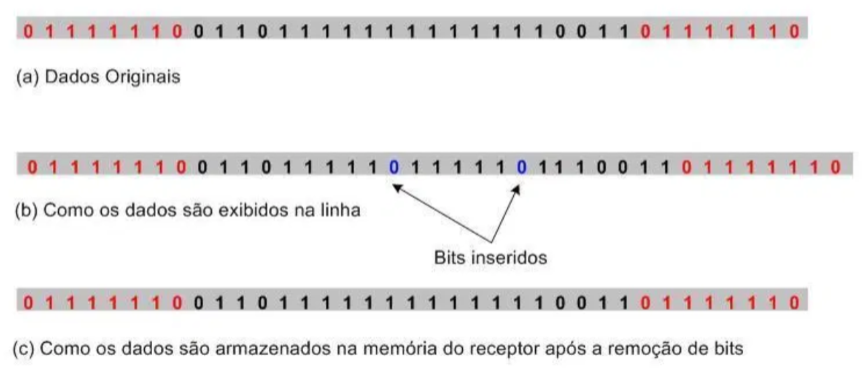 0 1 1 1 1 1 1 0 0 1 1 0 1 1 1 1 1 1 1 1 1 1 1 1 1 0 0 1 1 0 1 1 1 1 1 1 0
(a) Dados Originais
0 1 1 1 1 1 1 0 0 1 1 0 1 1 1 1 1 0 1 1 1 1 1 0 1 1 1 0 0 1 1 0 1 1 1 1 1 1 0
(b) Como os dados são exibidos na linha
Bits inseridos
0 1 1 1 1 1 1 0 0 1 1 0 1 1 1 1 1 1 1 1 1 1 1 1 1 0 0 1 1 0 1 1 1 1 1 1 0
(c) Como os dados são armazenados na memória do receptor após a remoção de bits